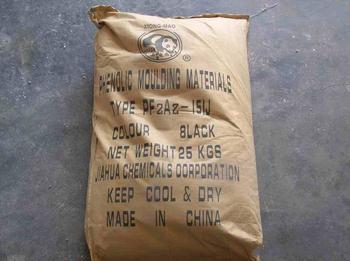 XIONG-MAO
®
PHENOLIC MOULDING MATERIALS
TYPE PF2A2-151J
COLOUR BLACK
NET WEIGHT 25 KGS
JIAHUA CHEMICALS CORPORATION
KEEP COOL & DRY
MADE IN CHINA